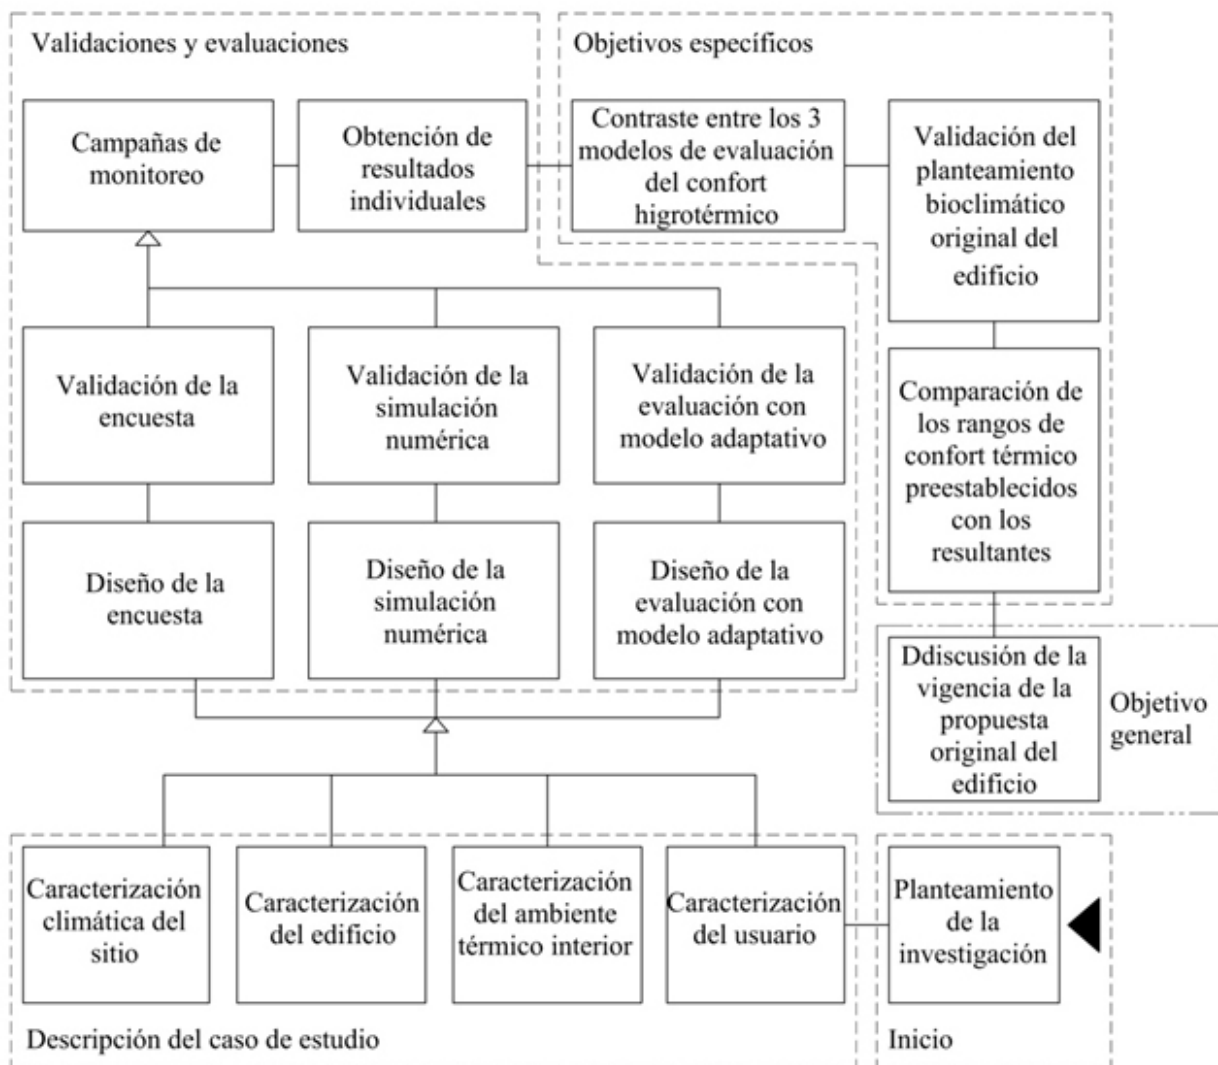 Validaciones y evaluaciones
Campañas de
monitoreo
Obtención de
resultados
individuales
Objetivos específicos
Contraste entre los 3
modelos de evaluación
del confort
higrotérmico
Validación del
planteamiento
bioclimático
original del
edificio
Validación de la
encuesta
Validación de la
simulación
numérica
Validación de la
evaluación con
modelo adaptativo
Comparación de
los rangos de
confort térmico
preestablecidos
con los
resultantes
Diseño de la
encuesta
Diseño de la
simulación
numérica
Diseño de la
evaluación con
modelo adaptativo
Ddiscusión de la
vigencia de la
propuesta
original del
edificio
Objetivo
general
Caracterización
climática del
sitio
Caracterización
del edificio
Caracterización
del ambiente
térmico interior
Caracterización
del usuario
Planteamiento
de la
investigación
Descripción del caso de estudio
Inicio